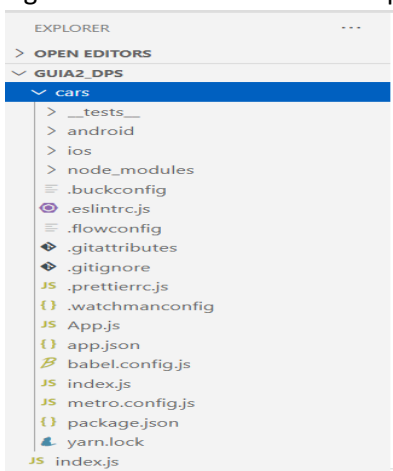 EXPLORER ...
> OPEN EDITORS
GUIA2_DPS
cars
> __tests__
> android
> ios
> node_modules
.buckconfig
.eslintrc.js
.flowconfig
.gitattributes
.gitignore
JS .prettierrc.js
{} .watchmanconfig
JS App.js
{} app.json
B babel.config.js
JS index.js
JS metro.config.js
{} package.json
yarn.lock
JS index.js